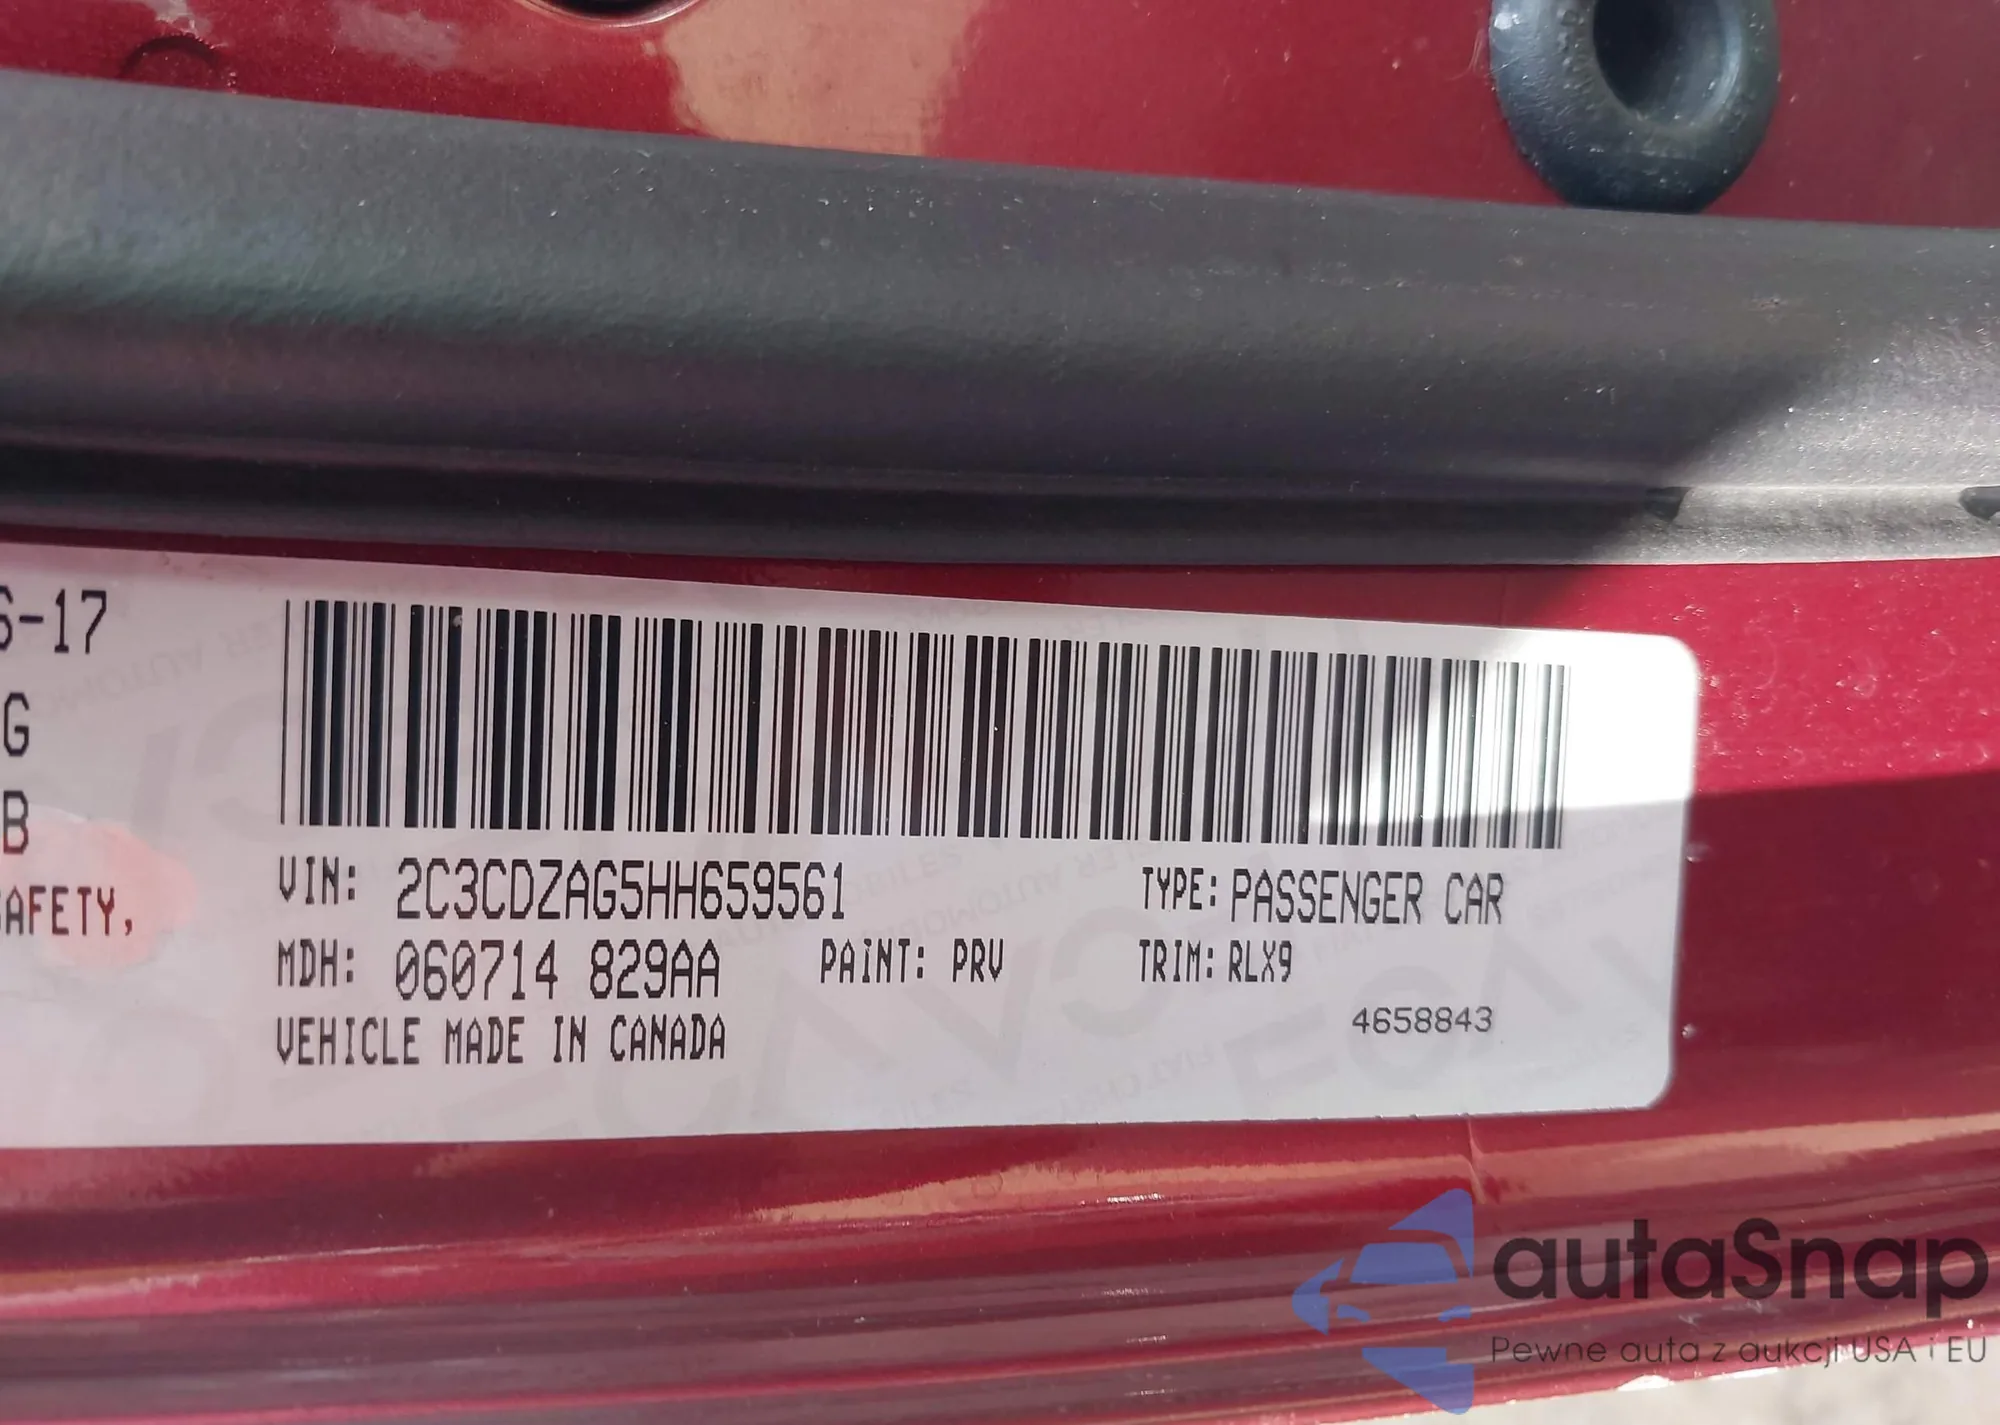 6-17
G
B
SAFETY,
VIN: 2C3CDZAG5HH659561
TYPE: PASSENGER CAR
MDH: 060714 829AA
PAINT: PRV
TRIM: RLX9
VEHICLE MADE IN CANADA
4658843
autaSnap
Pewne auta z aukcji USA i EU